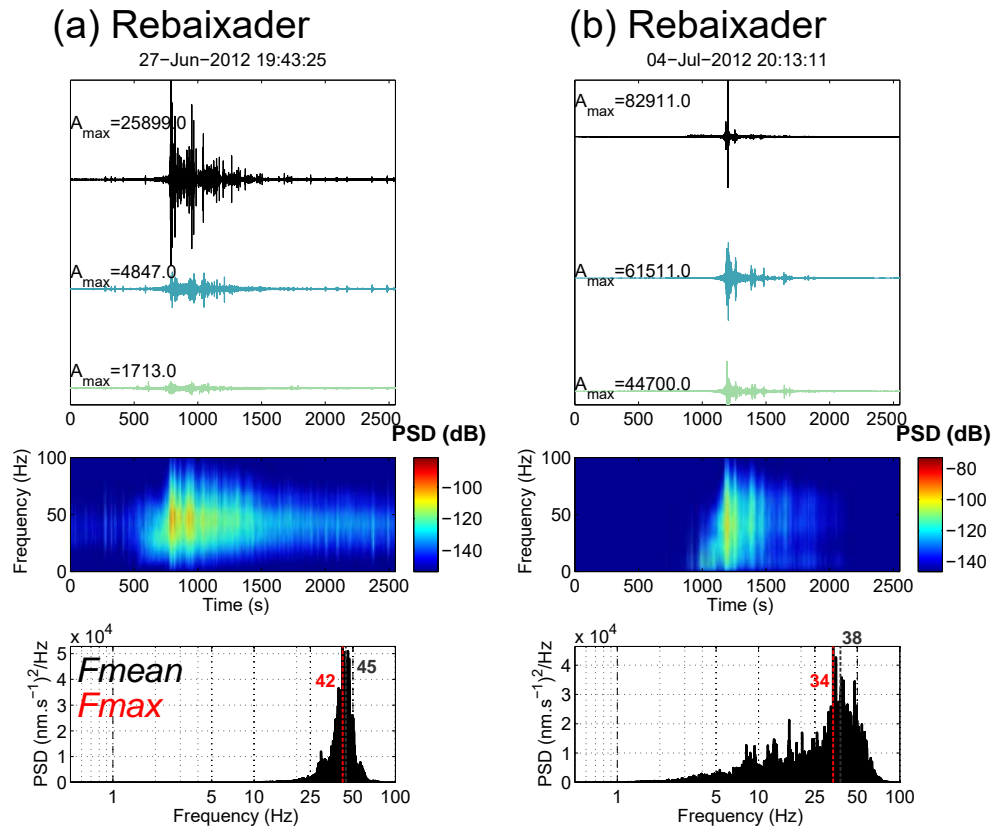 (a) Rebaixader
27−Jun−2012 19:43:25
A_max=25899.0
A_max=4847.0
A_max=1713.0
0 500 1000 1500 2000 2500
PSD (dB)
Frequency (Hz)
100
50
0
−100
−120
−140
0 500 1000 1500 2000 2500
Time (s)
x 10^4
PSD (nm.s−1)^2/Hz
5
4
3
2
1
0
Fmean
Fmax
42
45
1 5 10 25 50 100
Frequency (Hz)
(b) Rebaixader
04−Jul−2012 20:13:11
A_max=82911.0
A_max=61511.0
A_max=44700.0
0 500 1000 1500 2000 2500
PSD (dB)
Frequency (Hz)
100
50
0
−80
−100
−120
−140
0 500 1000 1500 2000 2500
Time (s)
x 10^4
PSD (nm.s−1)^2/Hz
4
3
2
1
0
34
38
1 5 10 25 50 100
Frequency (Hz)